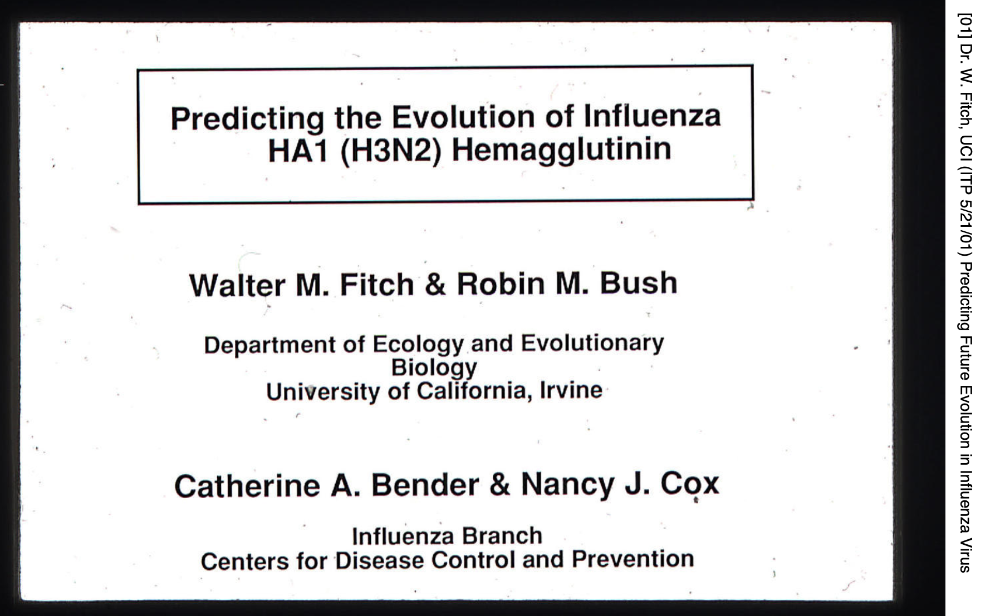 Predicting the Evolution of Influenza
HA1 (H3N2) Hemagglutinin
Walter M. Fitch & Robin M. Bush
Department of Ecology and Evolutionary
Biology
University of California, Irvine
Catherine A. Bender & Nancy J. Cox
Influenza Branch
Centers for Disease Control and Prevention
[01] Dr. W. Fitch, UCI (ITP 5/21/01) Predicting Future Evolution in Influenza Virus